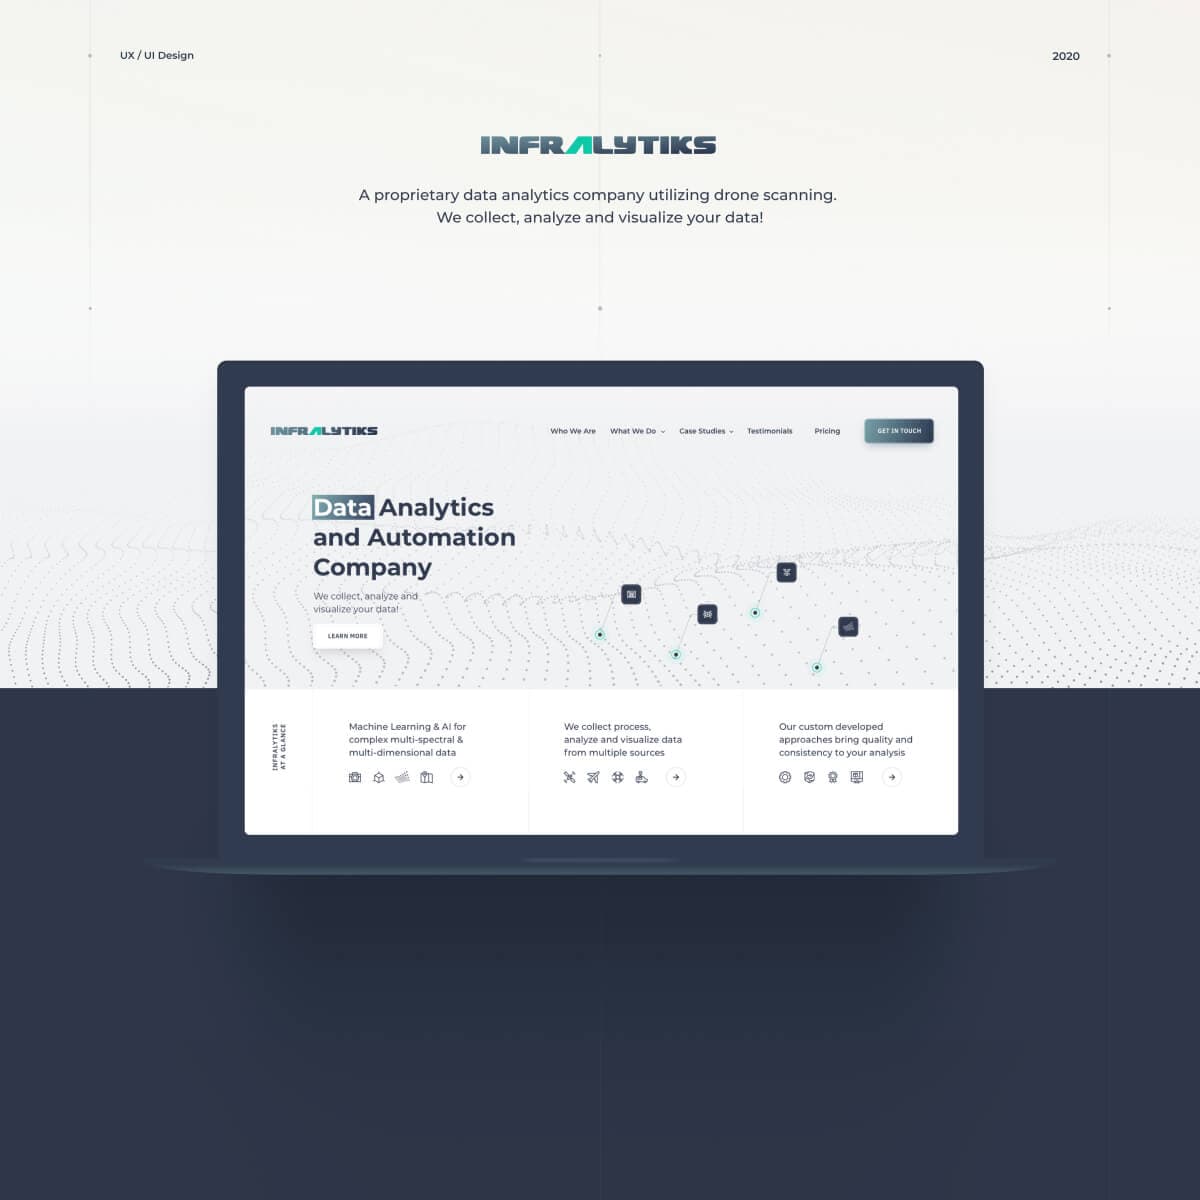 UX / UI Design
2020
INFRALYTIKS
A proprietary data analytics company utilizing drone scanning.
We collect, analyze and visualize your data!
INFRALYTIKS
Who We Are
What We Do
Case Studies
Testimonials
Pricing
GET IN TOUCH
Data Analytics
and Automation
Company
We collect, analyze and
visualize your data!
LEARN MORE
INFRALYTIKS
AT A GLANCE
Machine Learning & AI for
complex multi-spectral &
multi-dimensional data
We collect process,
analyze and visualize data
from multiple sources
Our custom developed
approaches bring quality and
consistency to your analysis